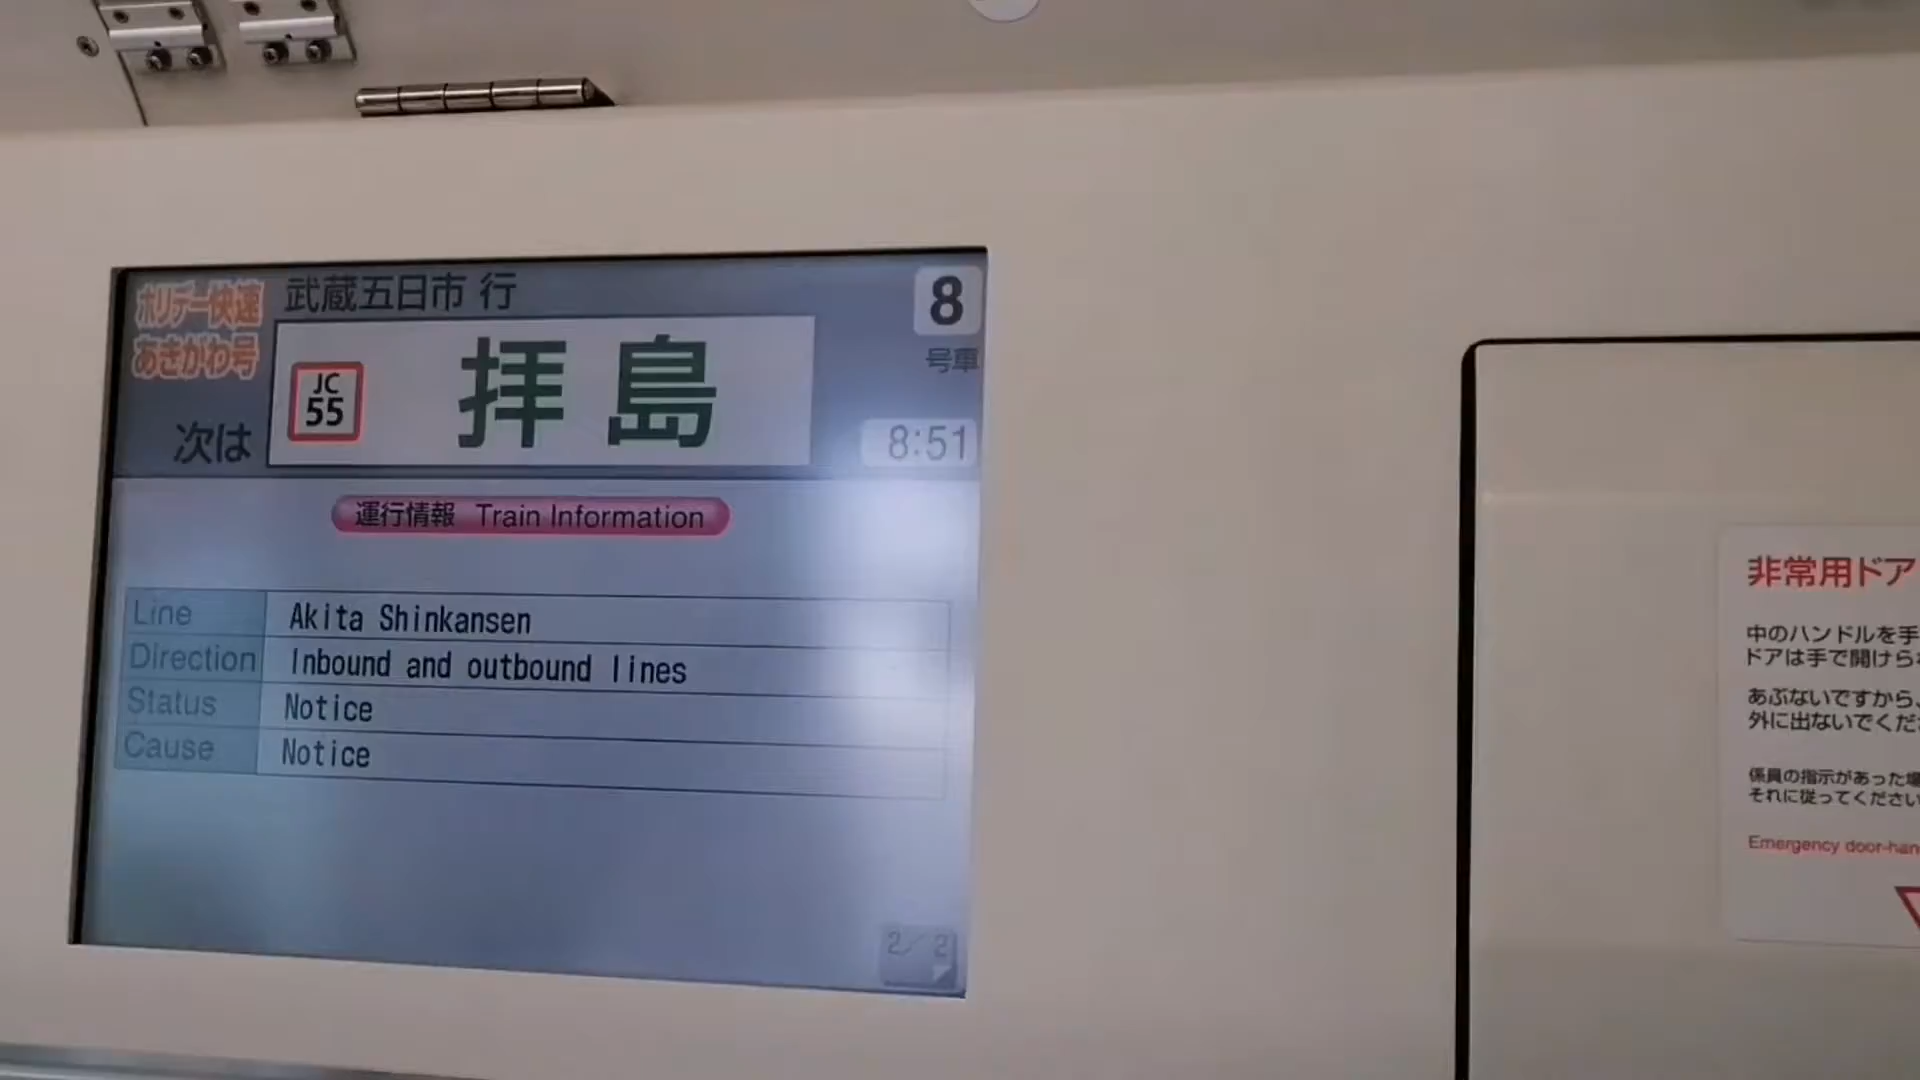 ホリデー快速
あきがわ号
武蔵五日市 行
次は
JC
55
拝島
8
号車
8:51
運行情報 Train Information
Line Akita Shinkansen
Direction Inbound and outbound lines
Status Notice
Cause Notice
2/2
非常用ドア
中のハンドルを手
ドアは手で開けら
あぶないですから、
外に出ないでくだ
係員の指示があった場
それに従ってください
Emergency door-han